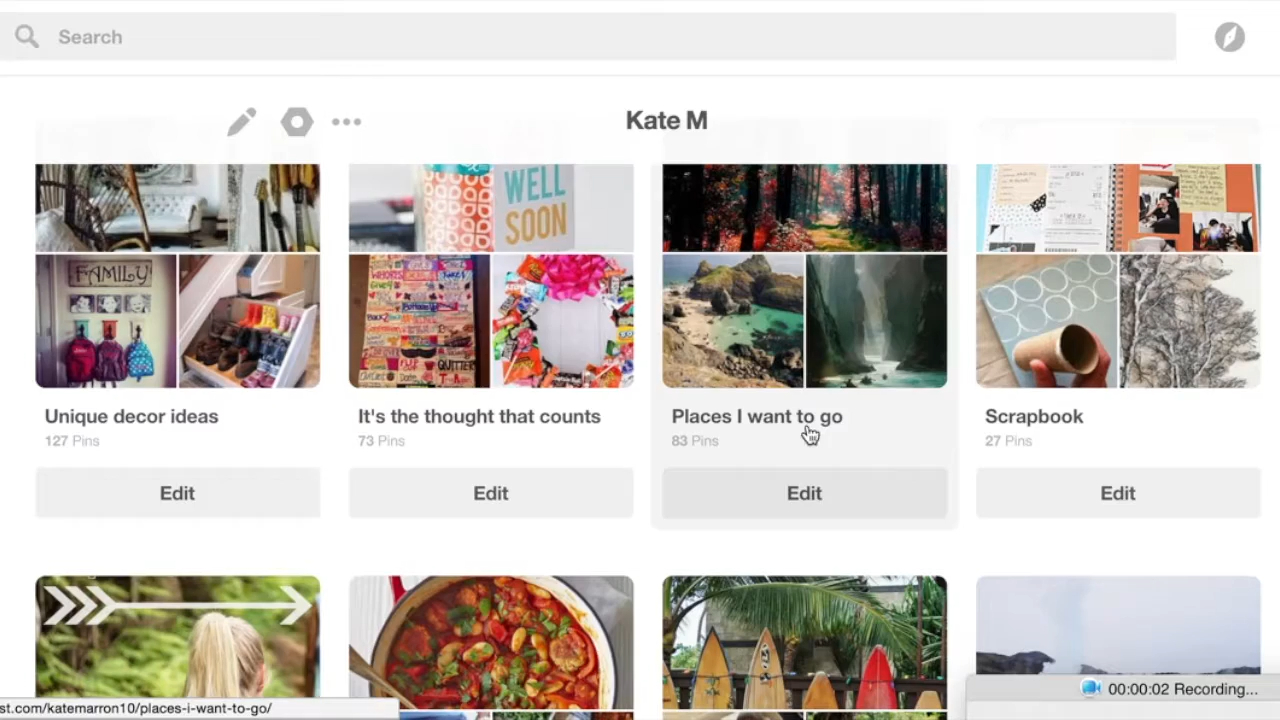 Search
Kate M
WELL
SOON
FAMILY
QUITTER
Unique decor ideas
127 Pins
Edit
It's the thought that counts
73 Pins
Edit
Places I want to go
83 Pins
Edit
Scrapbook
27 Pins
Edit
st.com/katemarron10/places-i-want-to-go/
00:00:02 Recording...